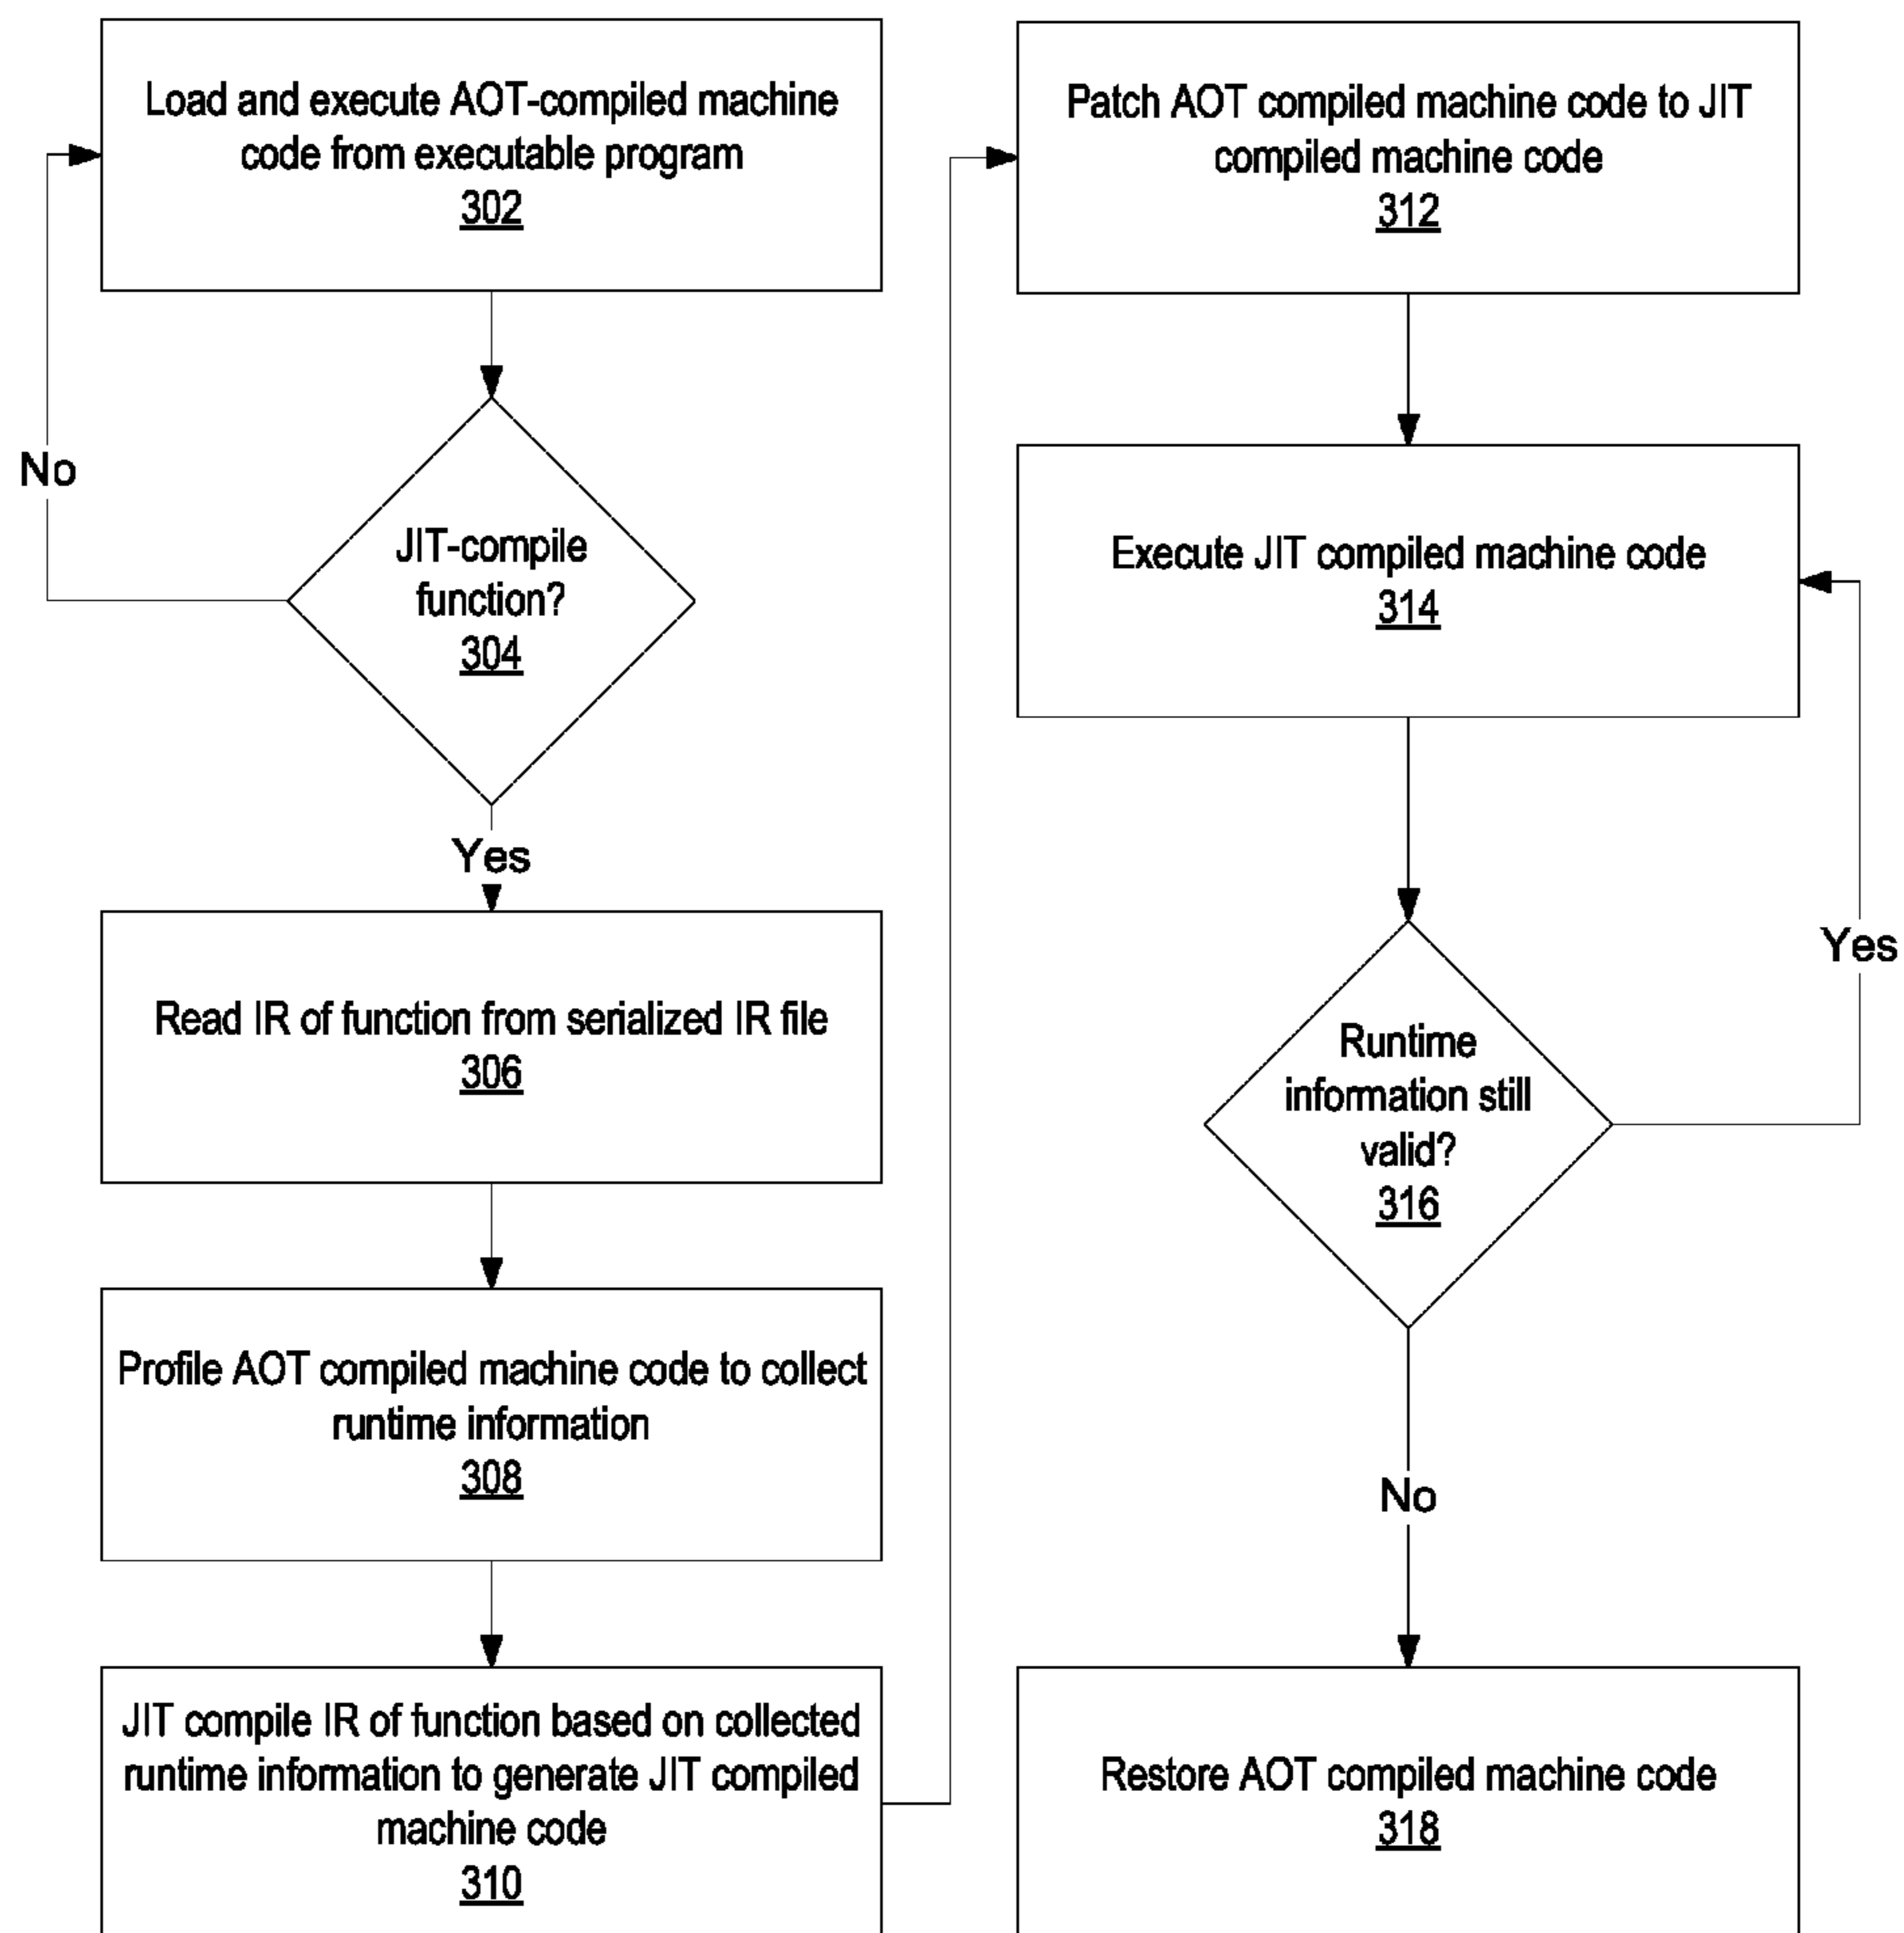 Load and execute AOT-compiled machine
code from executable program
302
No
JIT-compile
function?
304
Yes
Read IR of function from serialized IR file
306
Profile AOT compiled machine code to collect
runtime information
308
JIT compile IR of function based on collected
runtime information to generate JIT compiled
machine code
310
Patch AOT compiled machine code to JIT
compiled machine code
312
Execute JIT compiled machine code
314
Yes
Runtime
information still
valid?
316
No
Restore AOT compiled machine code
318